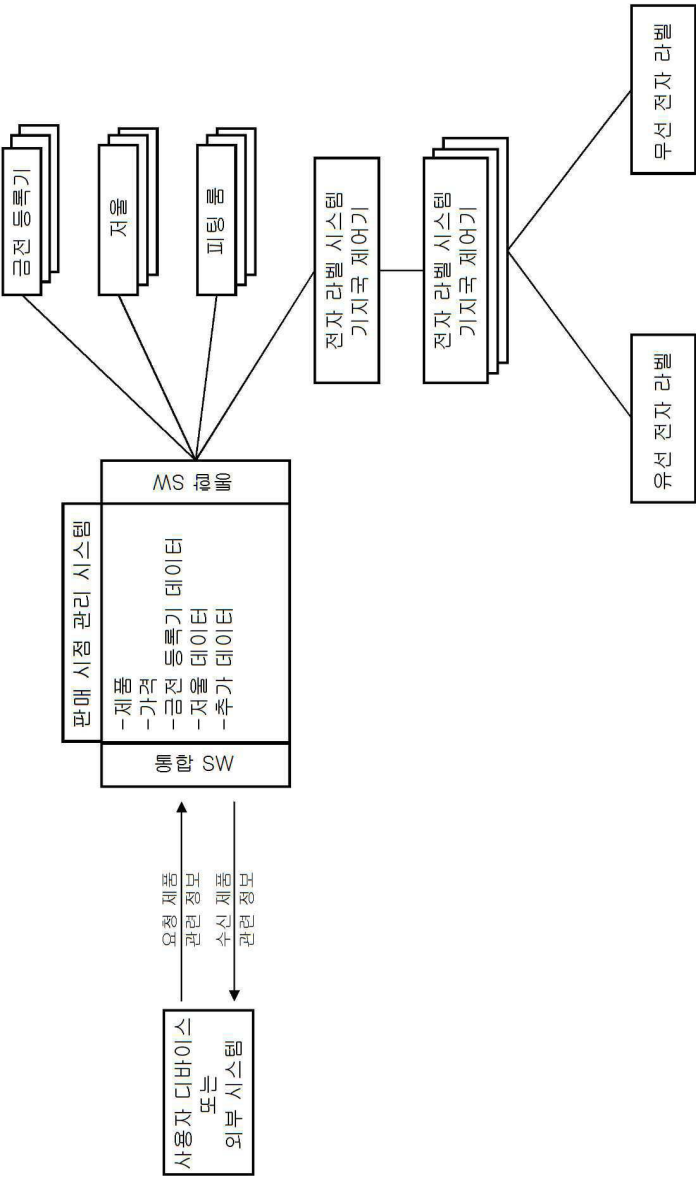 사용자 디바이스
또는
외부 시스템
요청 제품
관련 정보
수신 제품
관련 정보
판매 시점 관리 시스템
통합 SW
-제품
-가격
-금전 등록기 데이터
-저울 데이터
-추가 데이터
통합 SW
금전 등록기
저울
피팅 룸
전자 라벨 시스템
기지국 제어기
전자 라벨 시스템
기지국 제어기
유선 전자 라벨
무선 전자 라벨